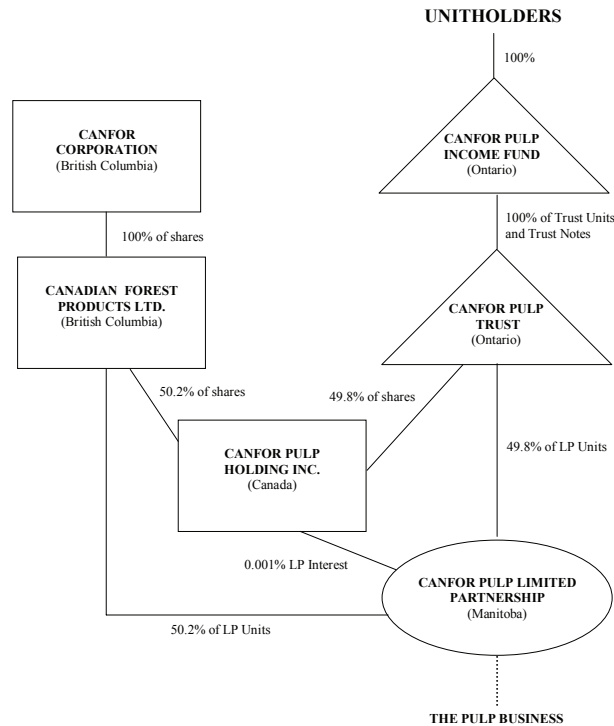 UNITHOLDERS
100%
CANFOR
CORPORATION
(British Columbia)
CANFOR PULP
INCOME FUND
(Ontario)
100% of shares
100% of Trust Units
and Trust Notes
CANADIAN FOREST
PRODUCTS LTD.
(British Columbia)
CANFOR PULP
TRUST
(Ontario)
50.2% of shares
49.8% of shares
CANFOR PULP
HOLDING INC.
(Canada)
49.8% of LP Units
0.001% LP Interest
CANFOR PULP LIMITED
PARTNERSHIP
(Manitoba)
50.2% of LP Units
THE PULP BUSINESS